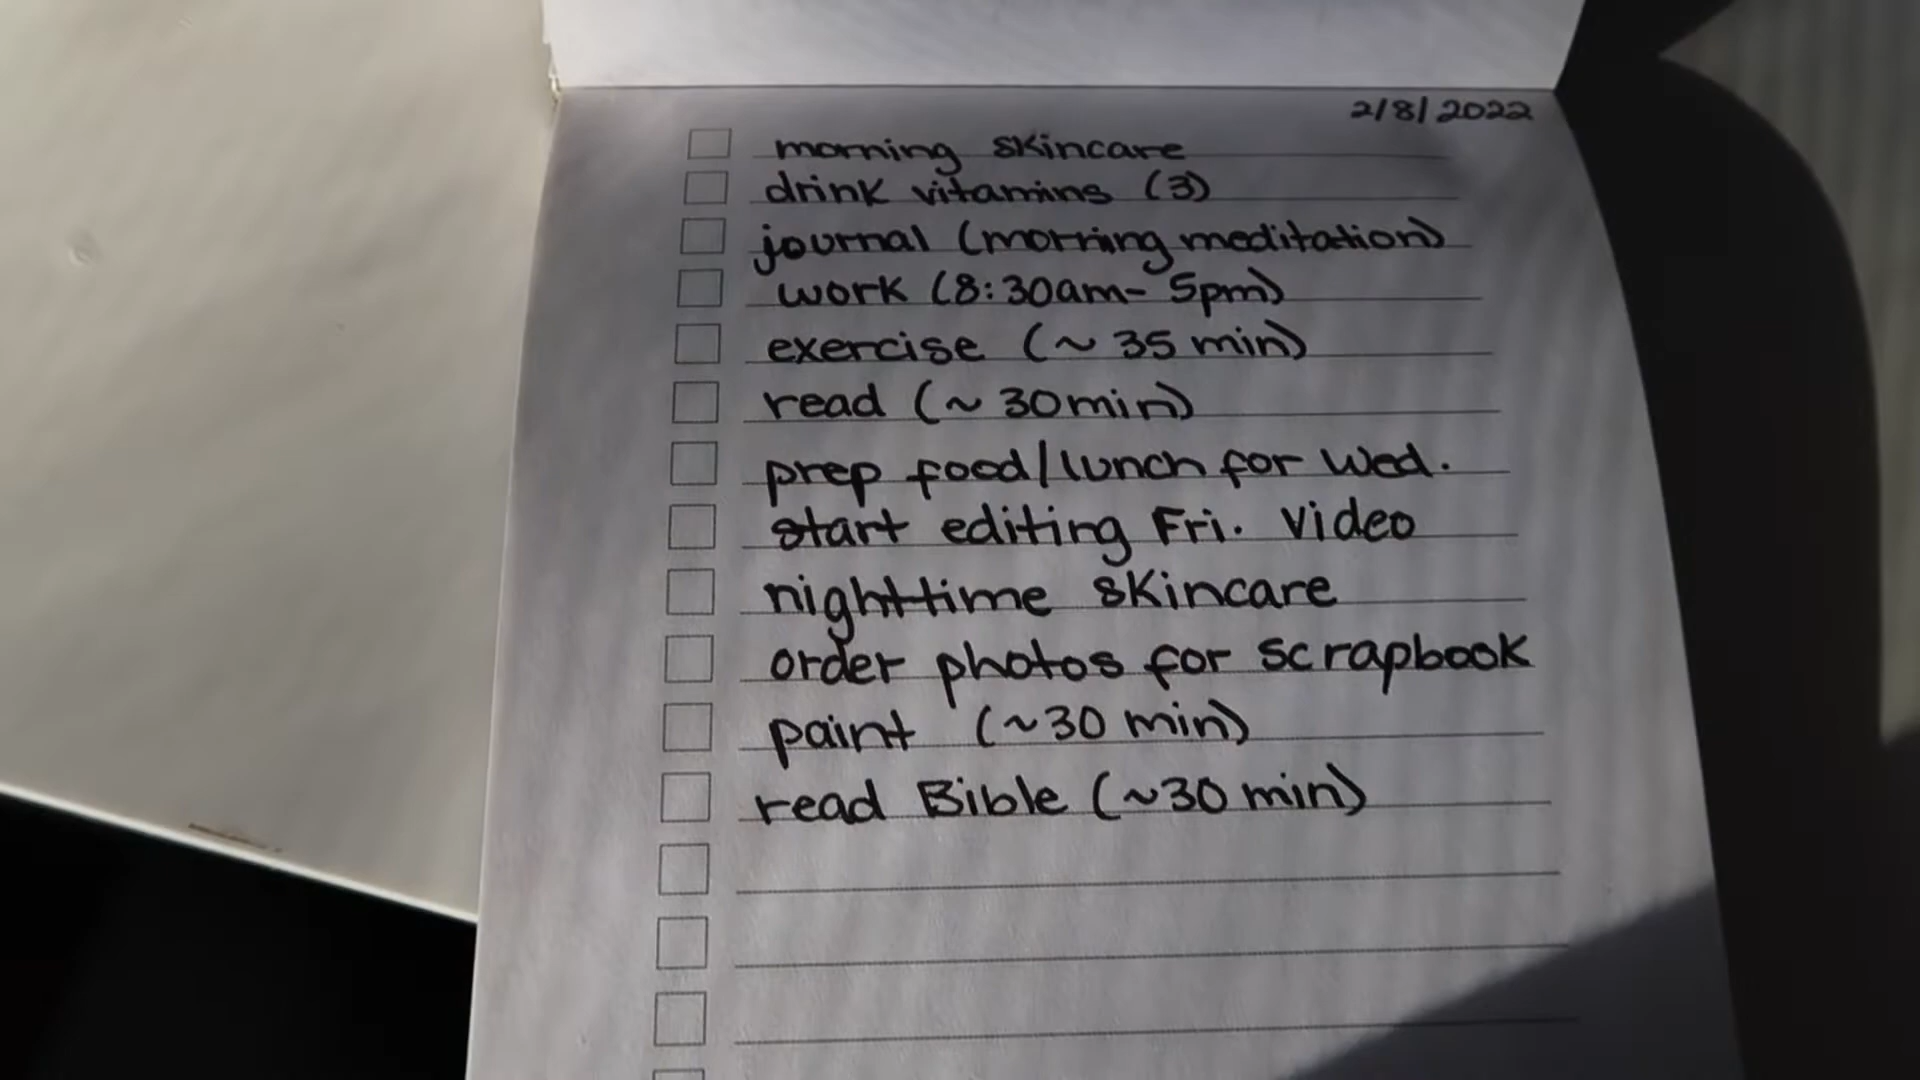 2/8/2022
morning skincare
drink vitamins (3)
journal (morning meditation)
work (8:30am- 5pm)
exercise (~ 35 min)
read (~ 30min)
prep food/lunch for Wed.
start editing Fri. Video
nighttime skincare
order photos for scrapbook
paint (~30 min)
read Bible (~30 min)